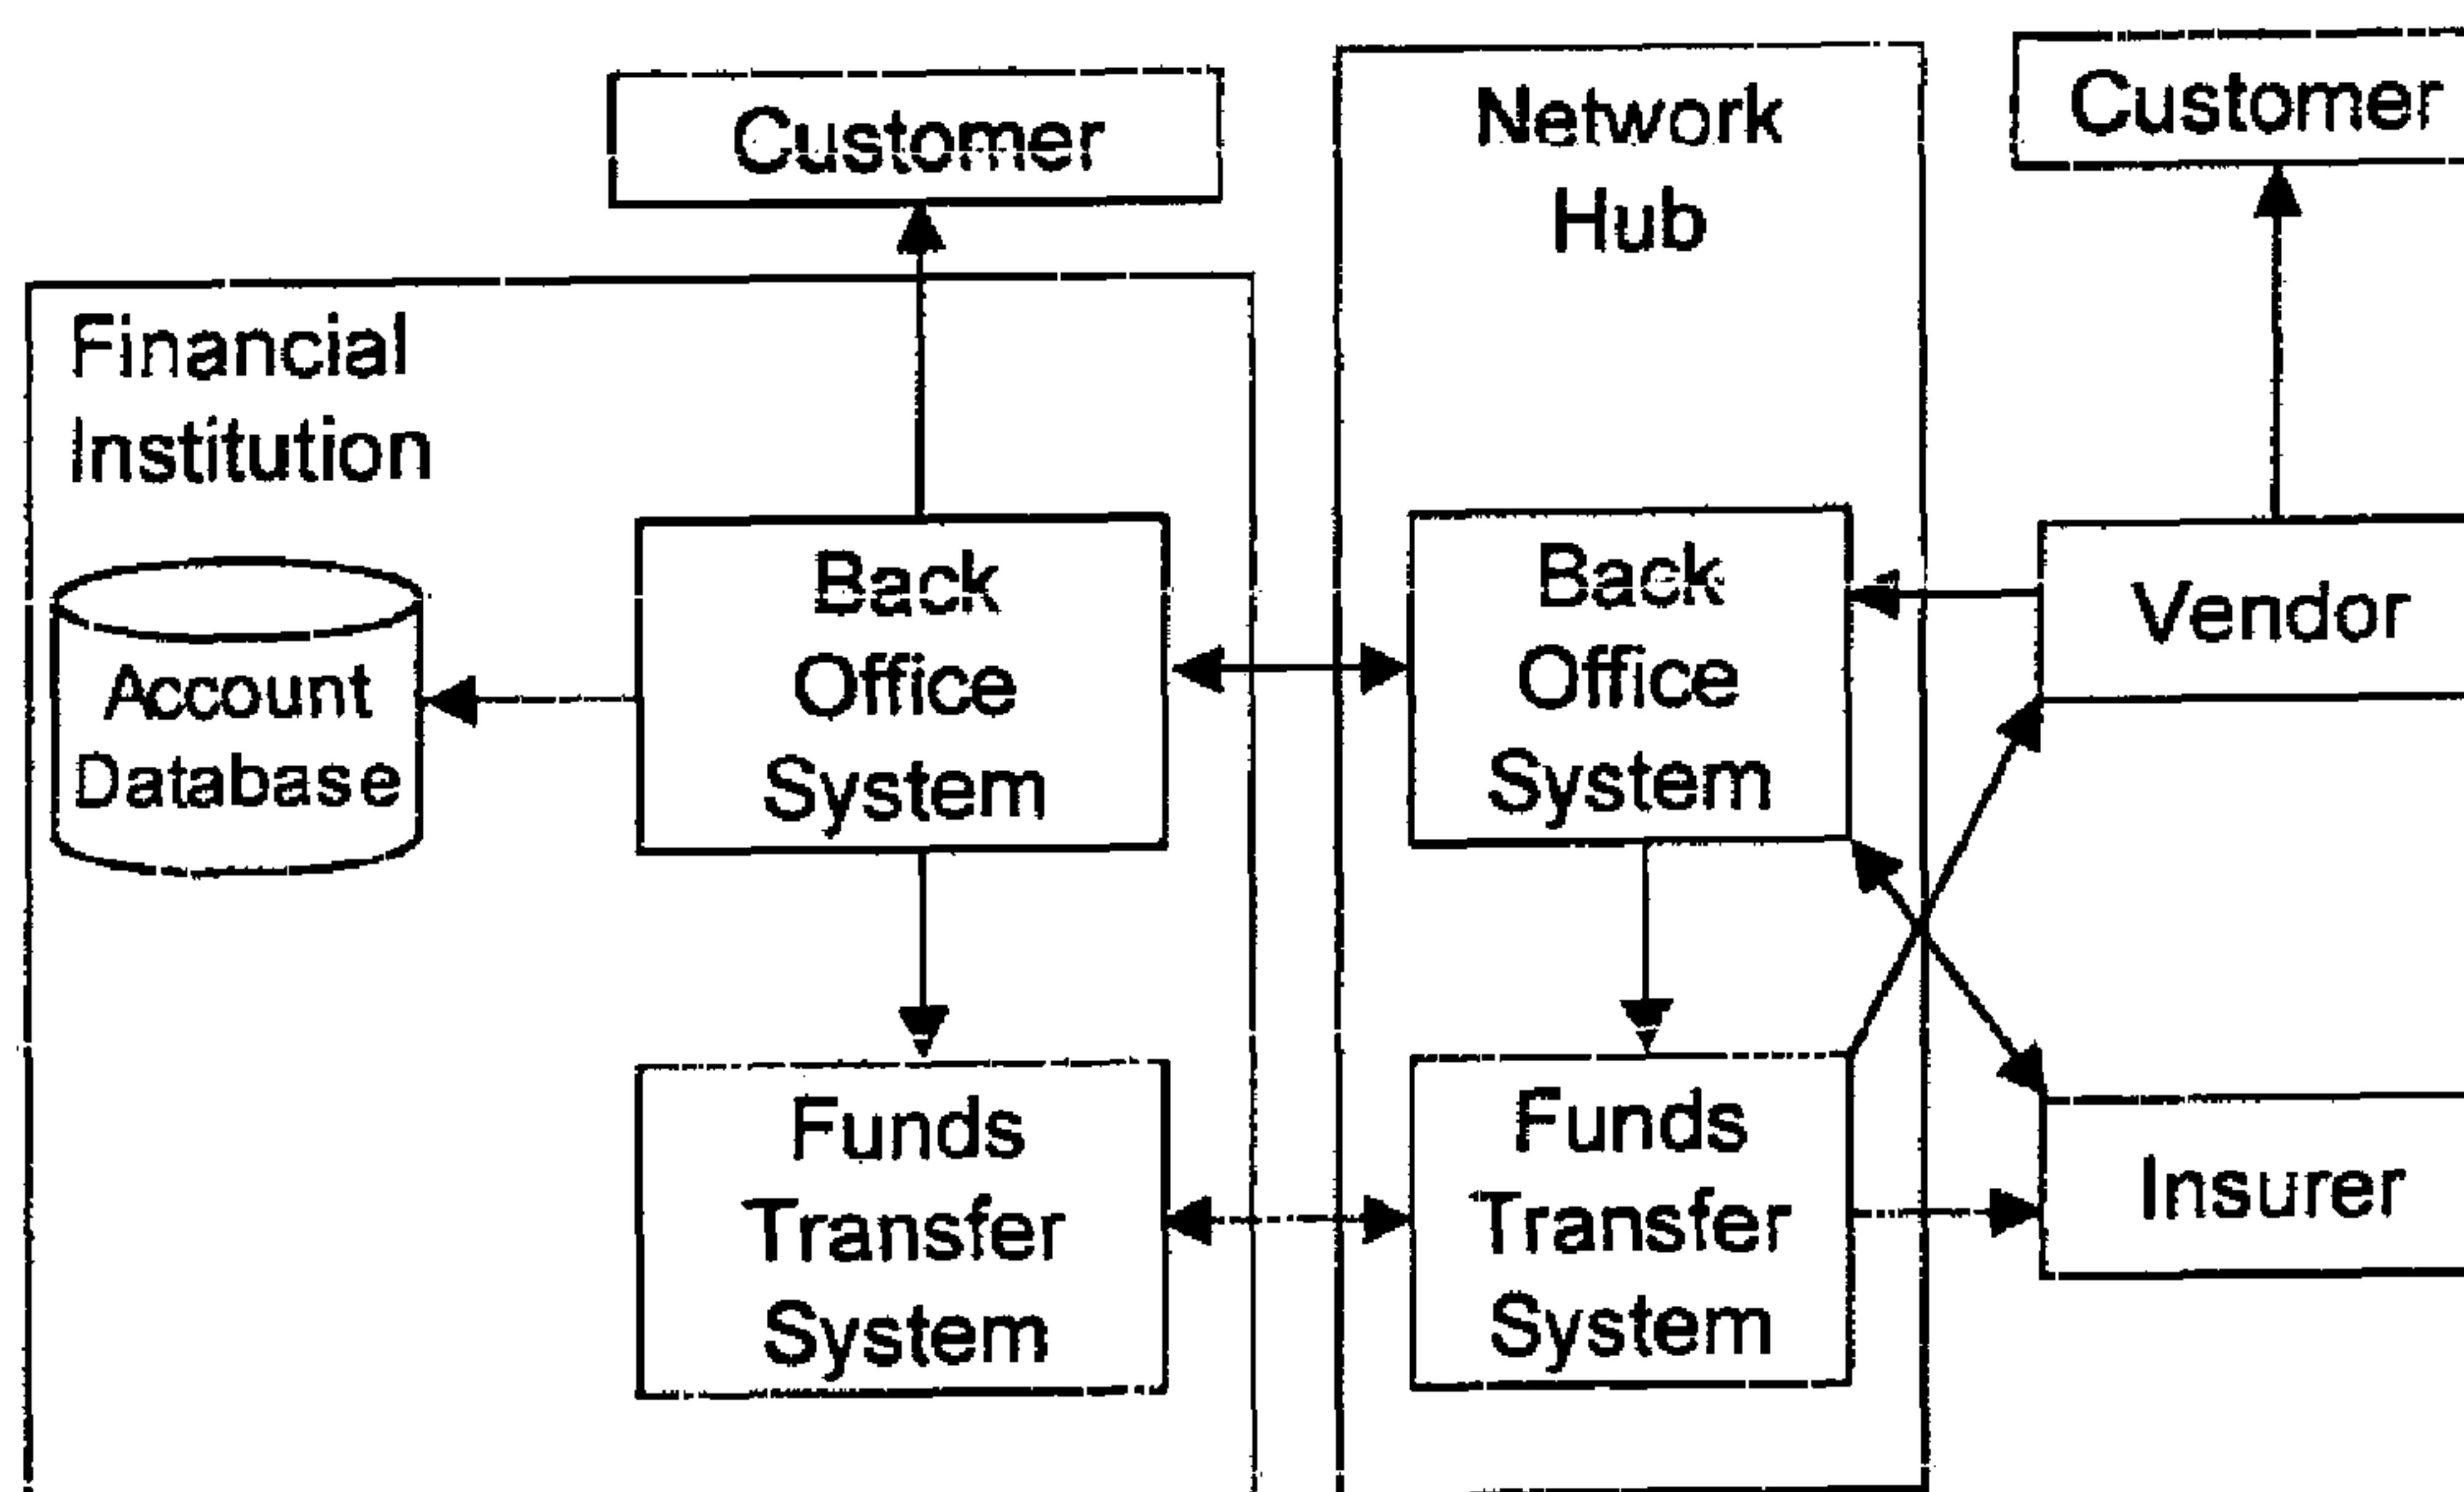 Customer
Network
Hub
Customer
Financial
Institution
Account
Database
Back
Office
System
Back
Office
System
Vendor
Funds
Transfer
System
Funds
Transfer
System
Insurer